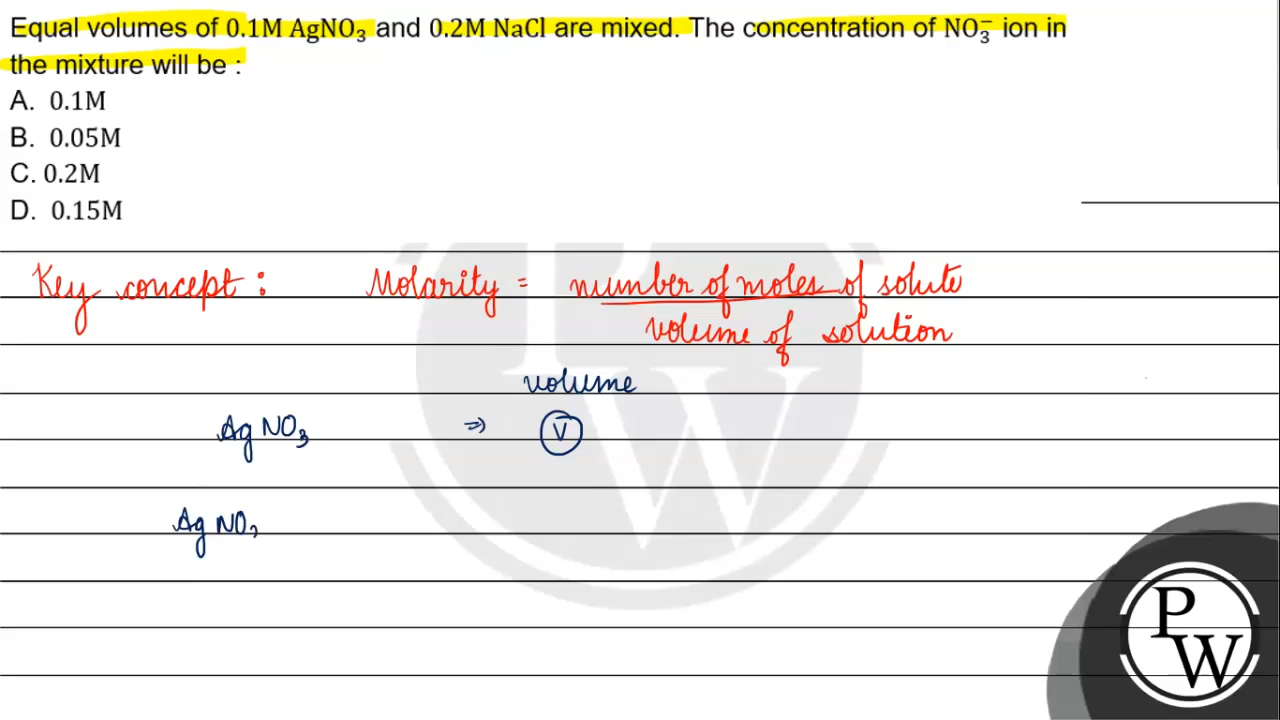 Equal volumes of 0.1M AgNO₃ and 0.2M NaCl are mixed. The concentration of NO₃⁻ ion in
the mixture will be :
A. 0.1M
B. 0.05M
C. 0.2M
D. 0.15M
Key concept : Molarity = number of moles of solute
volume of solution
volume
AgNO₃ ⇒ V
AgNO₃
P
W